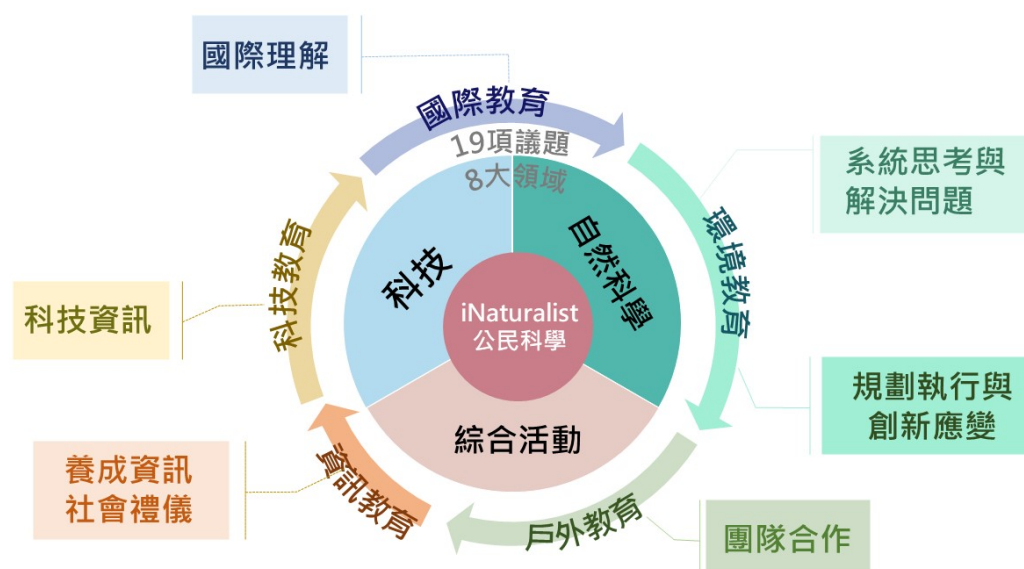 國際理解
國際教育
19項議題
8大領域
系統思考與
解決問題
環境教育
自然科學
科技
科技教育
iNaturalist
公民科學
科技資訊
規劃執行與
創新應變
綜合活動
養成資訊
社會禮儀
資訊教育
戶外教育
團隊合作